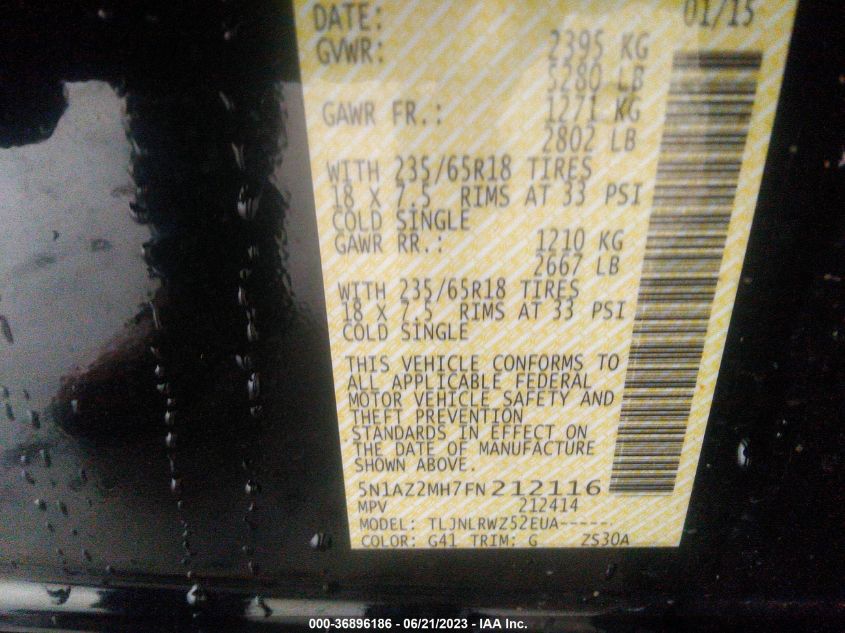 DATE: 01/15
GVWR: 2395 KG
5280 LB
GAWR FR.: 1271 KG
2802 LB
WITH 235/65R18 TIRES
18 X 7.5 RIMS AT 33 PSI
COLD SINGLE
GAWR RR.: 1210 KG
2667 LB
WITH 235/65R18 TIRES
18 X 7.5 RIMS AT 33 PSI
COLD SINGLE
THIS VEHICLE CONFORMS TO
ALL APPLICABLE FEDERAL
MOTOR VEHICLE SAFETY AND
THEFT PREVENTION
STANDARDS IN EFFECT ON
THE DATE OF MANUFACTURE
SHOWN ABOVE.
5N1AZ2MH7FN212116
MPV 212414
MODEL: TLJNLRWZ52EUA-----
COLOR: G41 TRIM: G ZS30A
000-36896186 - 06/21/2023 - IAA Inc.